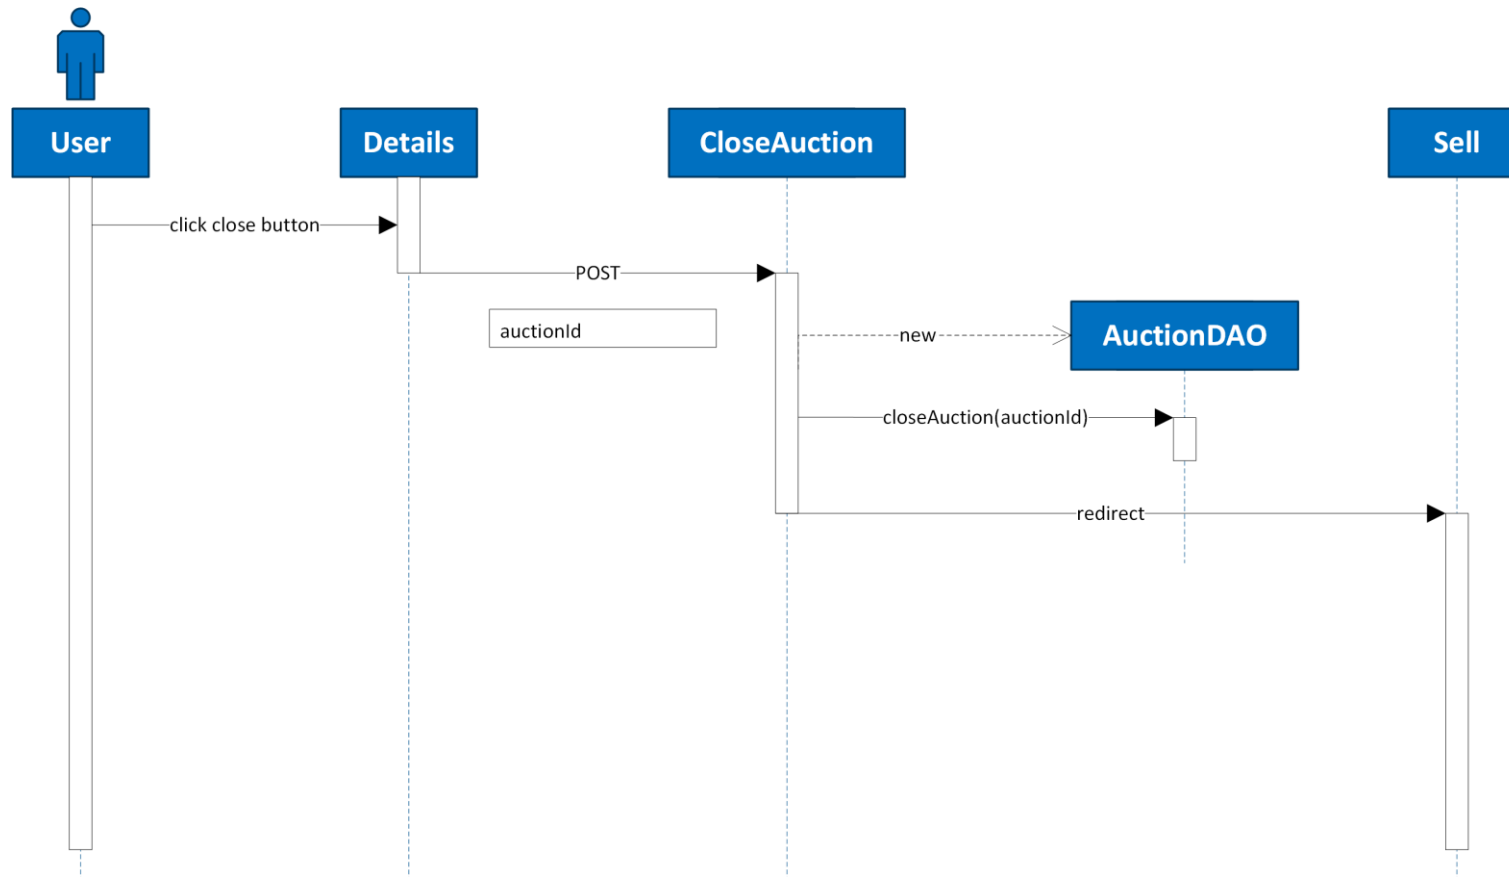 User
Details
CloseAuction
Sell
click close button
POST
auctionId
new
AuctionDAO
closeAuction(auctionId)
redirect